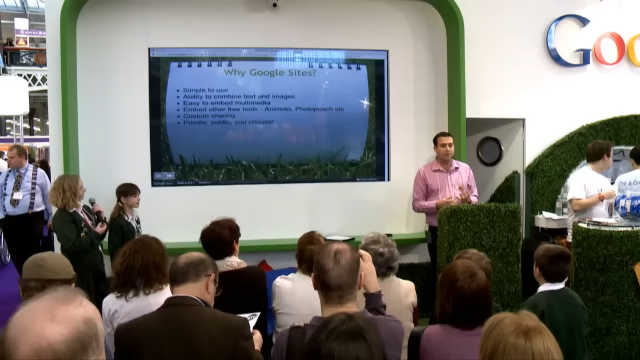 Why Google Sites?
• Simple to use
• Ability to combine text and images
• Easy to embed multimedia
• Embed other free tools - Animoto, Photopeach etc
• Custom sharing
• Private, public, you choose!
Goo